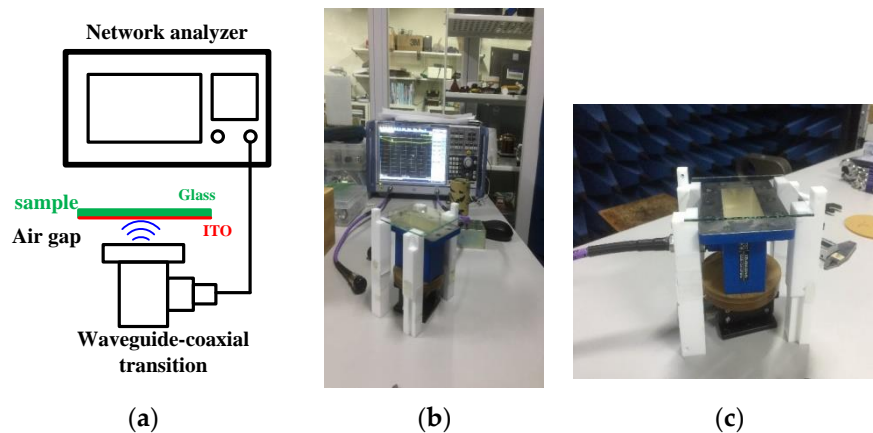 Network analyzer
Glass
sample
ITO
Air gap
Waveguide-coaxial
transition
(a)
(b)
(c)